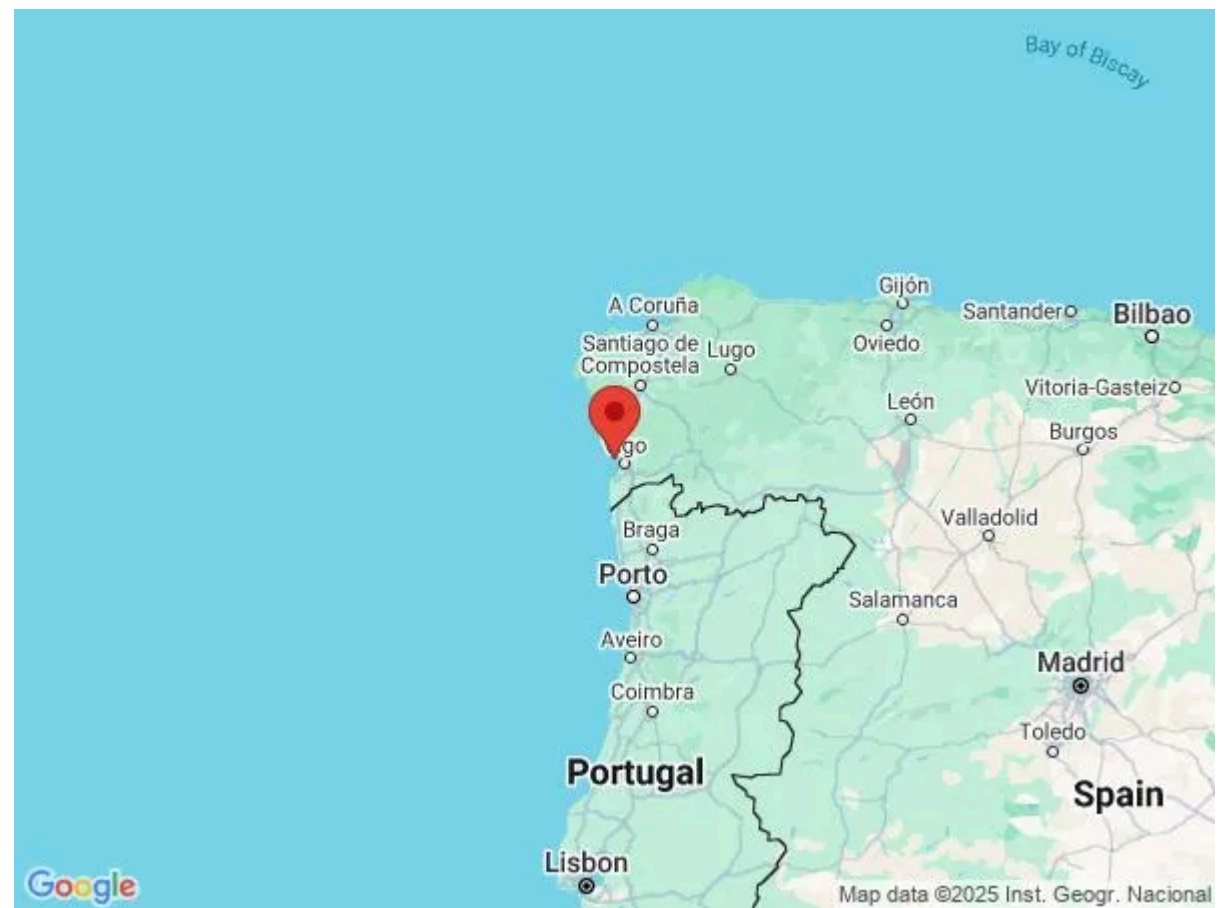 Bay of Biscay
Gijón
A Coruña
Santander
Bilbao
Santiago de
Compostela
Lugo
Oviedo
Vitoria-Gasteiz
León
Burgos
Valladolid
Braga
Porto
Salamanca
Aveiro
Madrid
Coimbra
Toledo
Portugal
Spain
Lisbon
Google
Map data ©2025 Inst. Geogr. Nacional